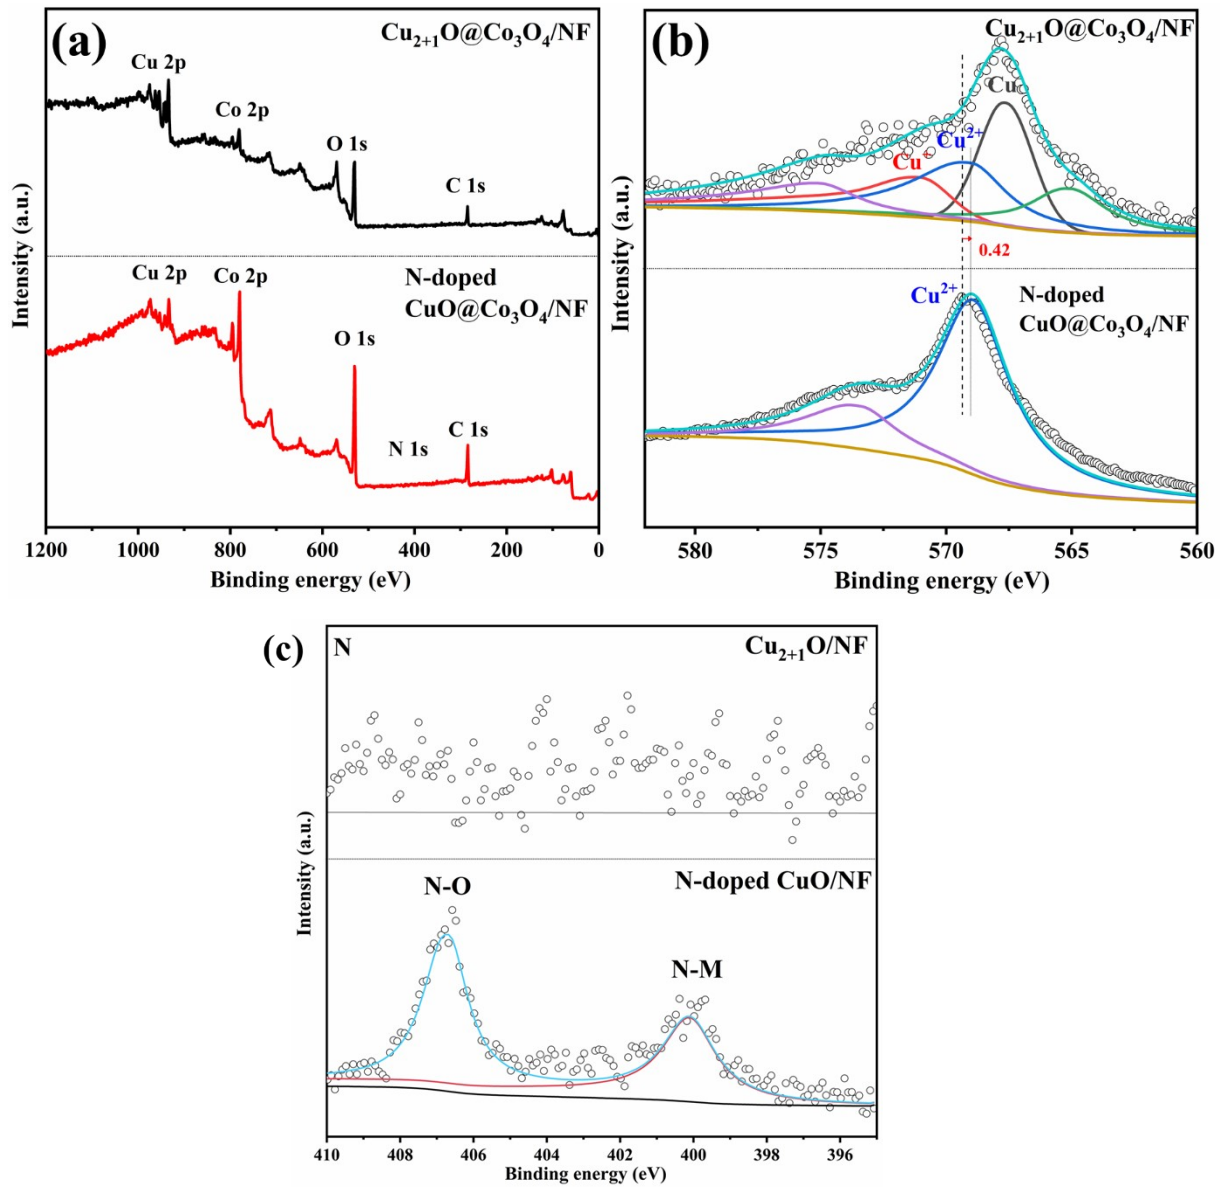 (a)
Cu₂₊₁O@Co₃O₄/NF
Cu 2p
Co 2p
O 1s
C 1s
N-doped
CuO@Co₃O₄/NF
Cu 2p
Co 2p
O 1s
N 1s
C 1s
Intensity (a.u.)
1200 1000 800 600 400 200 0
Binding energy (eV)
(b)
Cu₂₊₁O@Co₃O₄/NF
Cu
Cu²⁺
Cu⁺
0.42
Cu²⁺
N-doped
CuO@Co₃O₄/NF
Intensity (a.u.)
580 575 570 565 560
Binding energy (eV)
(c)
N
Cu₂₊₁O/NF
N-doped CuO/NF
N-O
N-M
Intensity (a.u.)
410 408 406 404 402 400 398 396
Binding energy (eV)